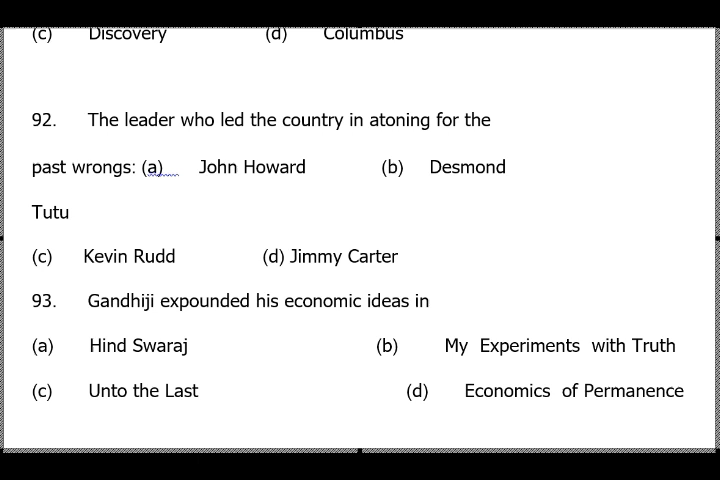 (c) Discovery (d) Columbus
92. The leader who led the country in atoning for the
past wrongs: (a) John Howard (b) Desmond
Tutu
(c) Kevin Rudd (d) Jimmy Carter
93. Gandhiji expounded his economic ideas in
(a) Hind Swaraj (b) My Experiments with Truth
(c) Unto the Last (d) Economics of Permanence